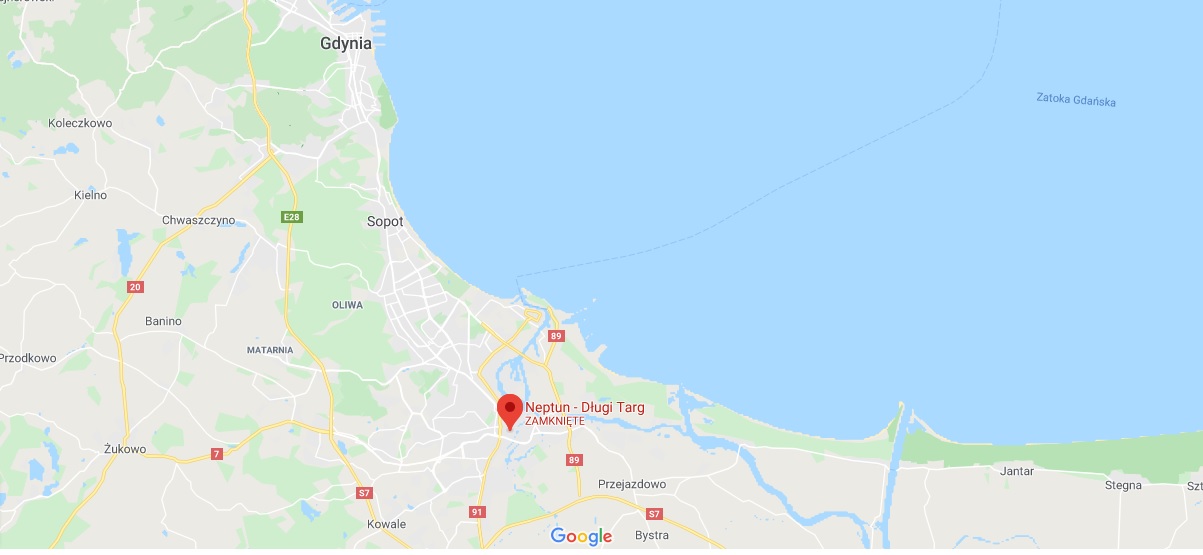 Gdynia
Zatoka Gdańska
Koleczkowo
Kielno
Chwaszczyno
E28
Sopot
20
OLIWA
Banino
89
MATARNIA
Przodkowo
Neptun - Długi Targ
ZAMKNIĘTE
Żukowo
7
89
Jantar
Przejazdowo
Stegna
S7
91
S7
Kowale
Google
Bystra